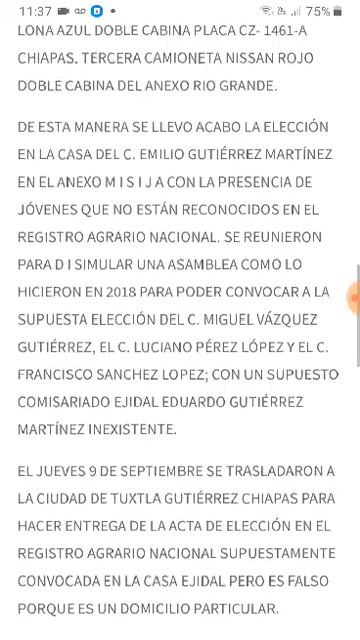 11:37
75%
LONA AZUL DOBLE CABINA PLACA CZ- 1461-A
CHIAPAS. TERCERA CAMIONETA NISSAN ROJO
DOBLE CABINA DEL ANEXO RIO GRANDE.
DE ESTA MANERA SE LLEVO ACABO LA ELECCIÓN
EN LA CASA DEL C. EMILIO GUTIÉRREZ MARTÍNEZ
EN EL ANEXO M I S I J A CON LA PRESENCIA DE
JÓVENES QUE NO ESTÁN RECONOCIDOS EN EL
REGISTRO AGRARIO NACIONAL. SE REUNIERON
PARA D I SIMULAR UNA ASAMBLEA COMO LO
HICIERON EN 2018 PARA PODER CONVOCAR A LA
SUPUESTA ELECCIÓN DEL C. MIGUEL VÁZQUEZ
GUTIÉRREZ, EL C. LUCIANO PÉREZ LÓPEZ Y EL C.
FRANCISCO SANCHEZ LOPEZ; CON UN SUPUESTO
COMISARIADO EJIDAL EDUARDO GUTIÉRREZ
MARTÍNEZ INEXISTENTE.
EL JUEVES 9 DE SEPTIEMBRE SE TRASLADARON A
LA CIUDAD DE TUXTLA GUTIÉRREZ CHIAPAS PARA
HACER ENTREGA DE LA ACTA DE ELECCIÓN EN EL
REGISTRO AGRARIO NACIONAL SUPUESTAMENTE
CONVOCADA EN LA CASA EJIDAL PERO ES FALSO
PORQUE ES UN DOMICILIO PARTICULAR.